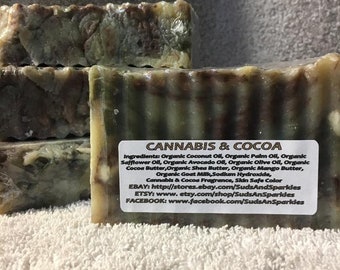 CANNABIS & COCOA
Ingredients: Organic Coconut Oil, Organic Palm Oil, Organic
Safflower Oil, Organic Avocado Oil, Organic Olive Oil, Organic
Cocoa Butter,Organic Shea Butter, Organic Mango Butter,
Organic Goat Milk,Sodium Hydroxide,
Cannabis & Cocoa Fragrance, Skin Safe Color
EBAY: http://stores.ebay.com/SudsAndSparkles
ETSY: www.etsy.com/shop/SudsAndSparkles
FACEBOOK: www.facebook.com/SudsAndSparkles